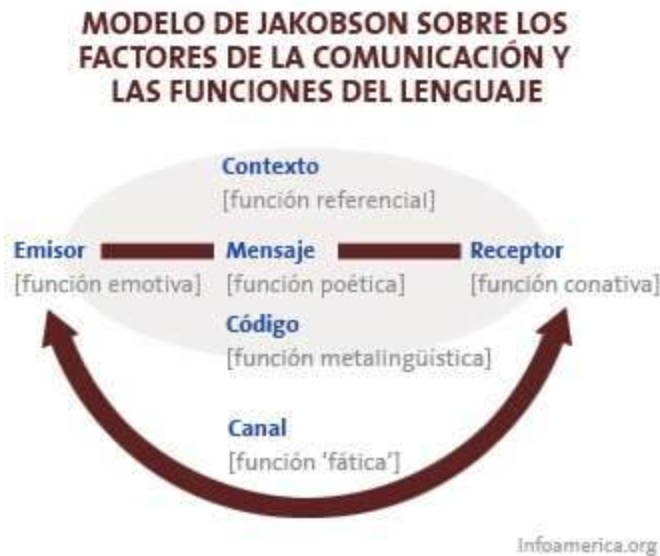 MODELO DE JAKOBSON SOBRE LOS
FACTORES DE LA COMUNICACIÓN Y
LAS FUNCIONES DEL LENGUAJE
Contexto
[función referencial]
Emisor Mensaje Receptor
[función emotiva] [función poética] [función conativa]
Código
[función metalingüística]
Canal
[función ‘fática’]
Infoamerica.org